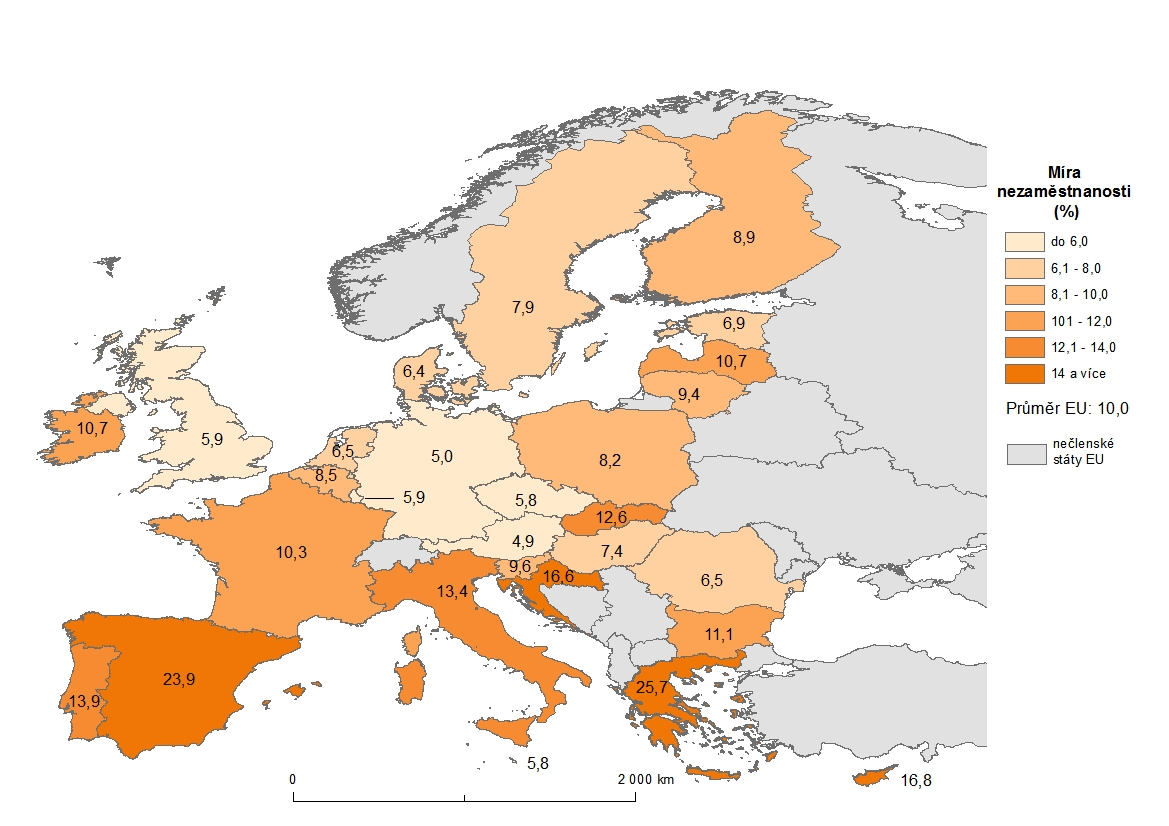 Míra
nezaměstnanosti
(%)
do 6,0
6,1 - 8,0
8,1 - 10,0
101 - 12,0
12,1 - 14,0
14 a více
Průměr EU: 10,0
nečlenské
státy EU
8,9
7,9
6,9
10,7
6,4
9,4
10,7
5,9
6,5
5,0
8,2
8,5
5,9
5,8
12,6
4,9
7,4
10,3
9,6
16,6
6,5
13,4
11,1
23,9
25,7
13,9
5,8
16,8
0
2 000 km